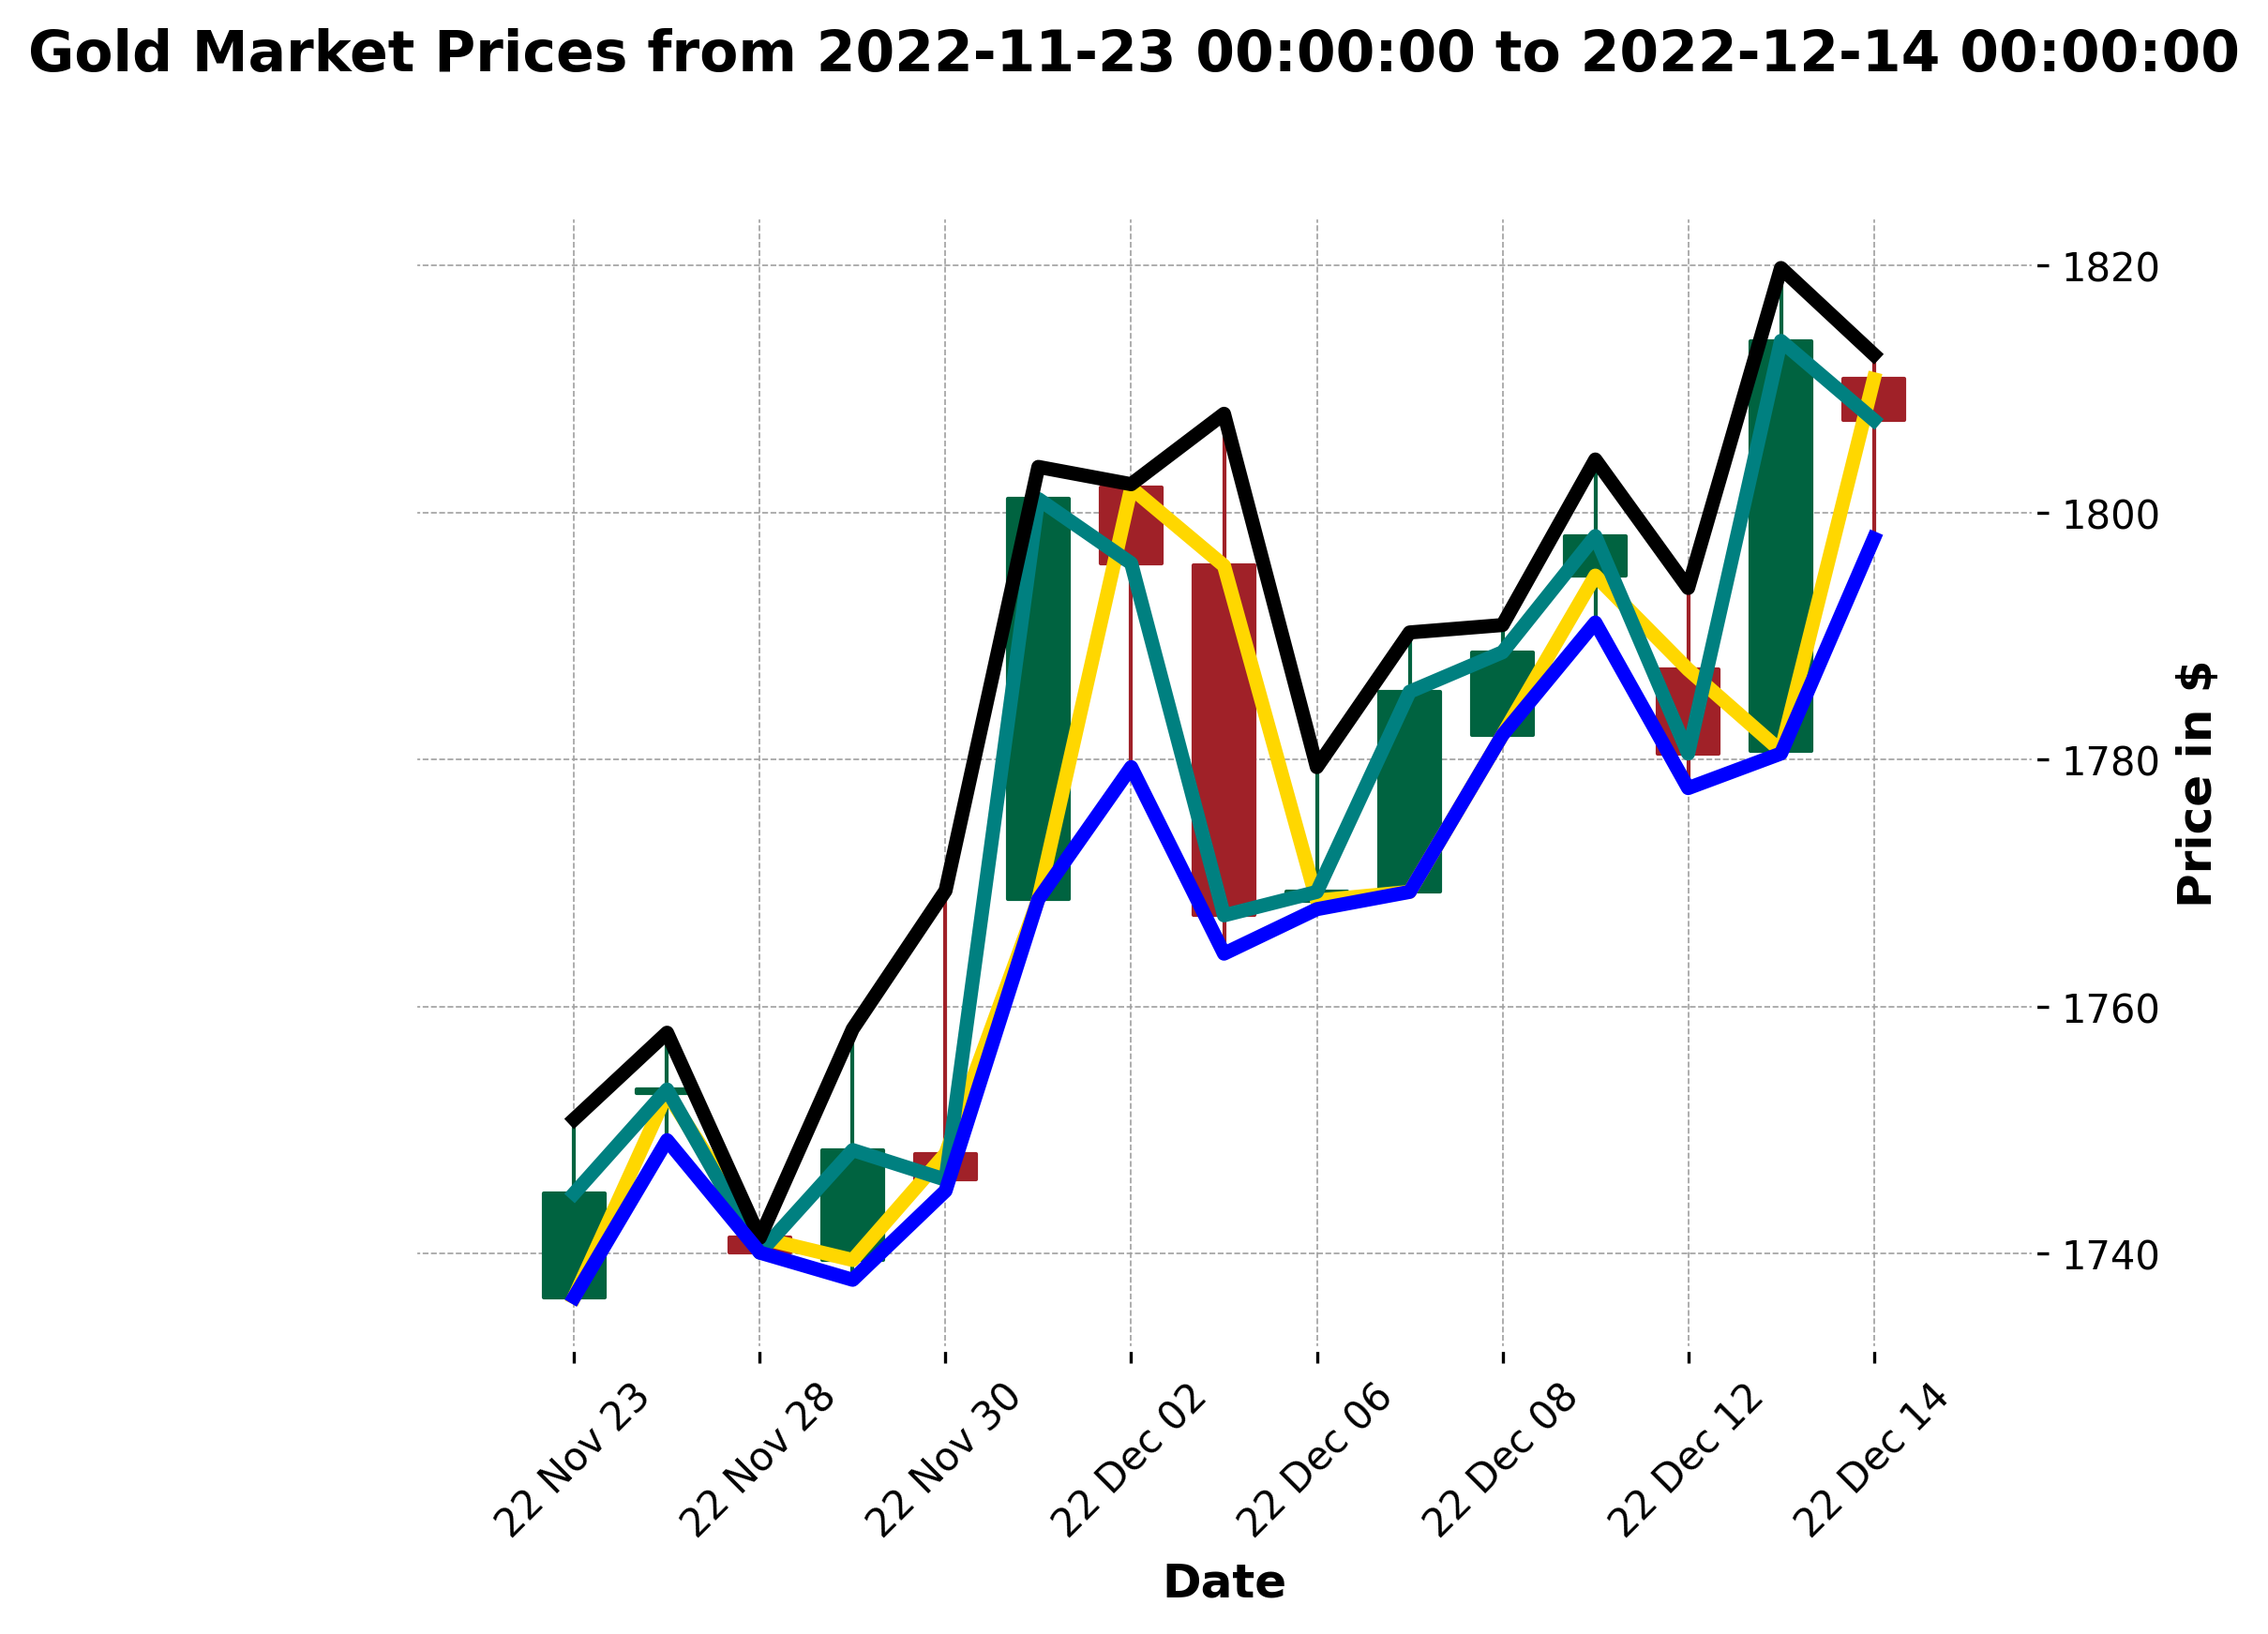 Gold Market Prices from 2022-11-23 00:00:00 to 2022-12-14 00:00:00
1820
1800
1780
1760
1740
Price in $
22 Nov 23
22 Nov 28
22 Nov 30
22 Dec 02
22 Dec 06
22 Dec 08
22 Dec 12
22 Dec 14
Date